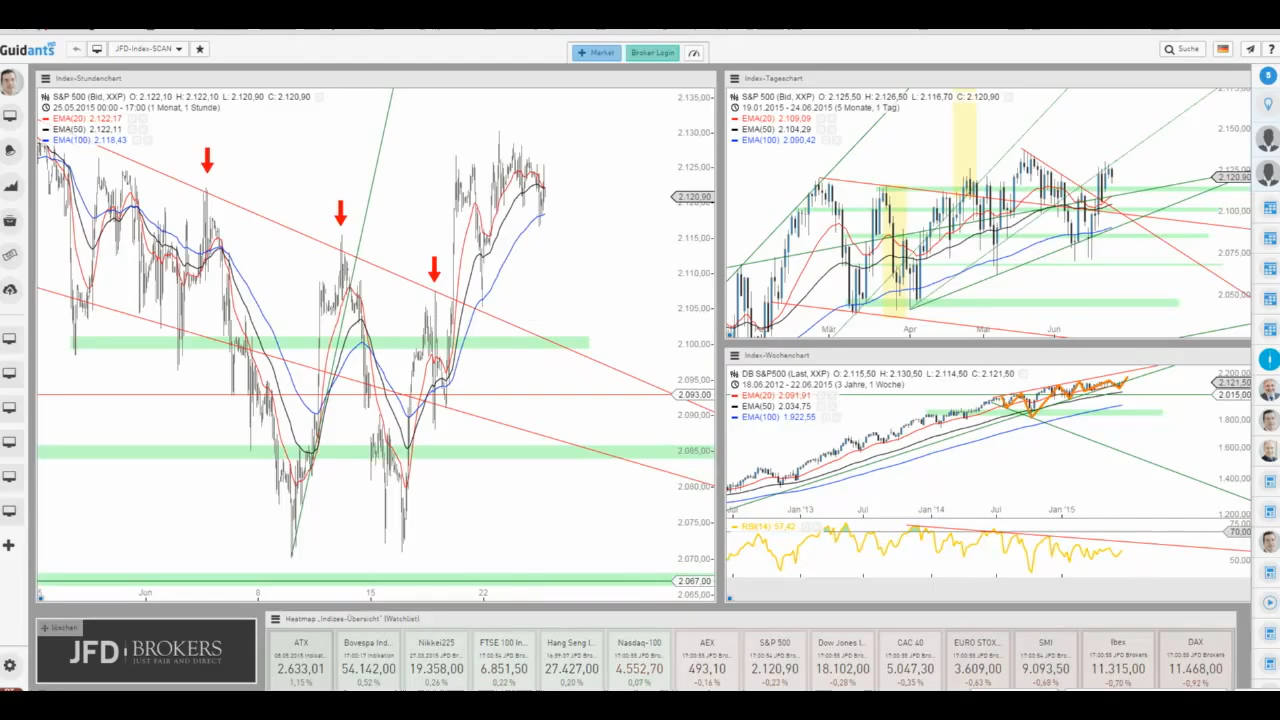 Guidants
JFD-Index-SCAN
Market
Broker Login
Suche
?
Index-Stundenchart
S&P 500 (Bid, XXP) O: 2.122,10 H: 2.122,10 L: 2.120,90 C: 2.120,90
25.05.2015 00:00 - 17:00 (1 Monat, 1 Stunde)
EMA(20) 2.122,17
EMA(50) 2.122,11
EMA(100) 2.118,43
2.135,00
2.130,00
2.125,00
2.120,90
2.115,00
2.110,00
2.105,00
2.100,00
2.095,00
2.093,00
2.090,00
2.085,00
2.080,00
2.075,00
2.070,00
2.067,00
2.065,00
Jun
8
15
22
Index-Tageschart
S&P 500 (Bid, XXP) O: 2.125,50 H: 2.126,50 L: 2.116,70 C: 2.120,90
19.01.2015 - 24.06.2015 (5 Monate, 1 Tag)
EMA(20) 2.109,09
EMA(50) 2.104,29
EMA(100) 2.090,42
2.150,00
2.120,90
2.100,00
2.075,00
2.050,00
Mär
Apr
Mai
Jun
Index-Wochenchart
DB S&P500 (Last, XXP) O: 2.115,50 H: 2.130,50 L: 2.114,50 C: 2.121,50
18.06.2012 - 22.06.2015 (3 Jahre, 1 Woche)
EMA(20) 2.091,91
EMA(50) 2.034,75
EMA(100) 1.922,55
2.200,00
2.121,50
2.015,00
1.800,00
1.600,00
1.400,00
1.200,00
Jul
Jan '13
Jul
Jan '14
Jul
Jan '15
RSI(14) 57,42
75,00
70,00
50,00
löschen
JFD BROKERS
JUST FAIR AND DIRECT
Heatmap „Indizes-Übersicht" (Watchlist)
ATX
2.633,01
1,15 %
Bovespa Ind...
54.142,00
0,52 %
Nikkei225
19.358,00
0,26 %
FTSE 100 In...
6.851,50
0,22 %
Hang Seng I...
27.427,00
0,20 %
Nasdaq-100
4.552,70
0,07 %
AEX
493,10
-0,16 %
S&P 500
2.120,90
-0,23 %
Dow Jones I...
18.102,00
-0,28 %
CAC 40
5.047,30
-0,35 %
EURO STOX...
3.609,00
-0,63 %
SMI
9.093,50
-0,68 %
Ibex
11.315,00
-0,70 %
DAX
11.468,00
-0,92 %